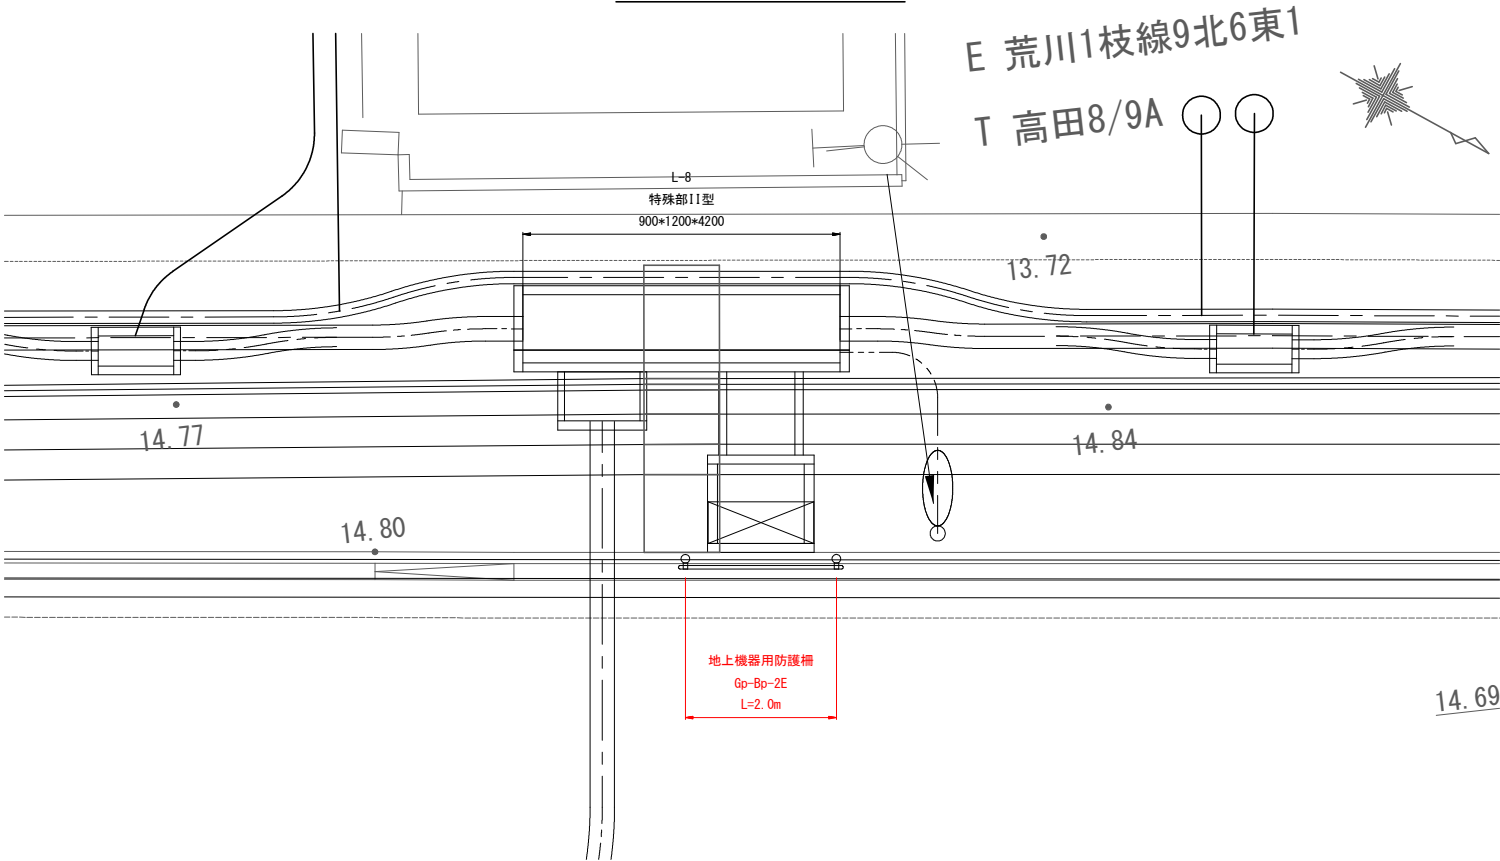 E 荒川1枝線9北6東1
T 高田8/9A
L-8
特殊部II型
900*1200*4200
13.72
14.77
14.84
14.80
地上機器用防護柵
Gp-Bp-2E
L=2.0m
14.69